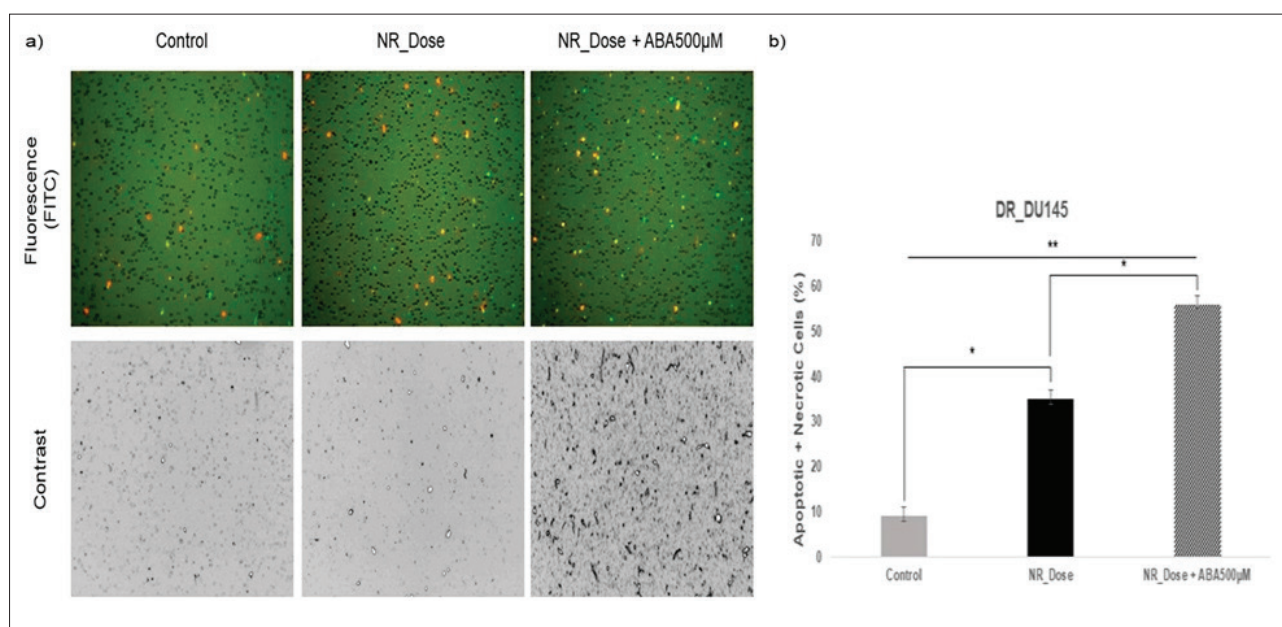 a)
Control
NR_Dose
NR_Dose + ABA500µM
b)
Fluorescence
(FITC)
Contrast
DR_DU145
Apoptotic + Necrotic Cells (%)
70
60
50
40
30
20
10
0
**
*
*
Control
NR_Dose
NR_Dose + ABA500µM